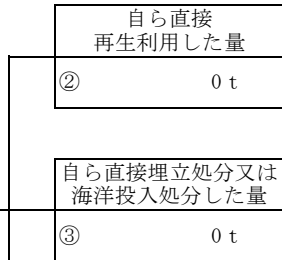 自ら直接
再生利用した量
② 0 t
自ら直接埋立処分又は
海洋投入処分した量
③ 0 t